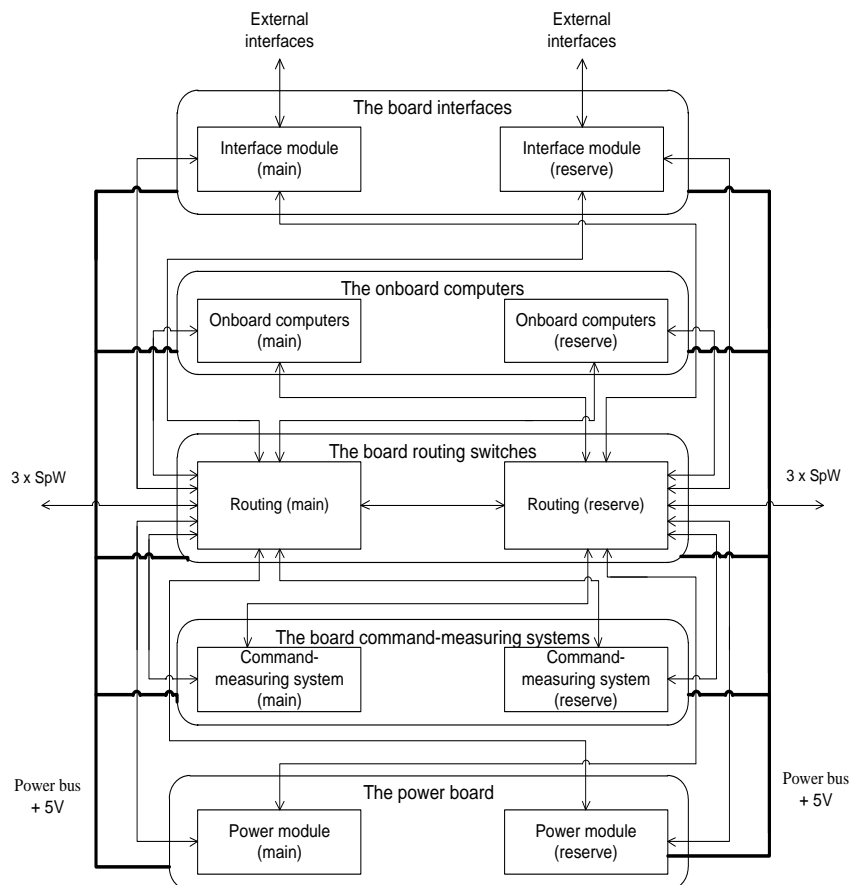 External
interfaces
External
interfaces
The board interfaces
Interface module
(main)
Interface module
(reserve)
The onboard computers
Onboard computers
(main)
Onboard computers
(reserve)
The board routing switches
3 x SpW
Routing (main)
Routing (reserve)
3 x SpW
The board command-measuring systems
Command-
measuring system
(main)
Command-
measuring system
(reserve)
Power bus
+ 5V
Power bus
+ 5V
The power board
Power module
(main)
Power module
(reserve)